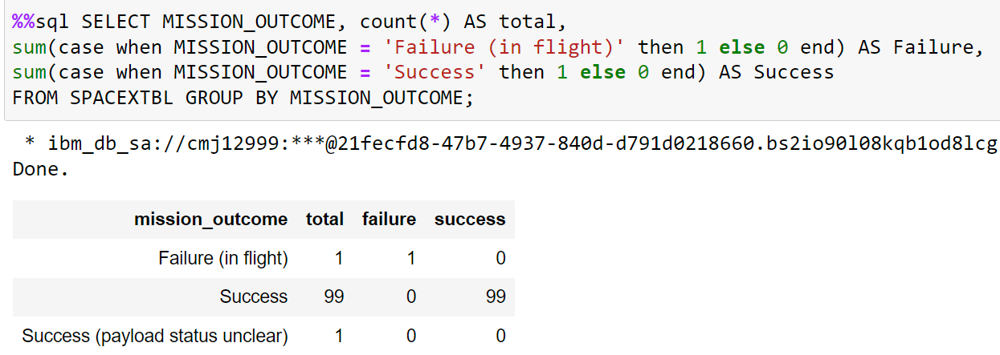 %%sql SELECT MISSION_OUTCOME, count(*) AS total,
sum(case when MISSION_OUTCOME = 'Failure (in flight)' then 1 else 0 end) AS Failure,
sum(case when MISSION_OUTCOME = 'Success' then 1 else 0 end) AS Success
FROM SPACEXTBL GROUP BY MISSION_OUTCOME;
* ibm_db_sa://cmj12999:***@21fecfd8-47b7-4937-840d-d791d0218660.bs2io90l08kqb1od8lcg
Done.
mission_outcome total failure success
Failure (in flight) 1 1 0
Success 99 0 99
Success (payload status unclear) 1 0 0